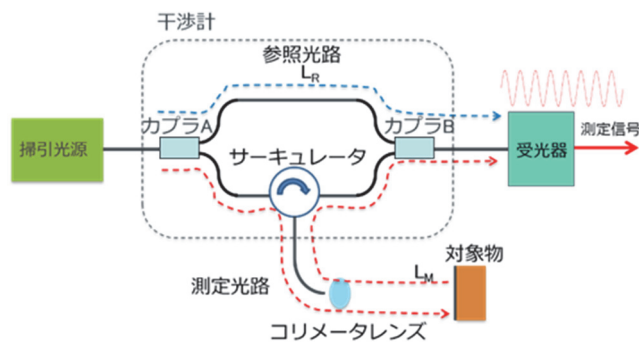 干渉計
参照光路
L_R
カプラA
カプラB
掃引光源
サーキュレータ
受光器
測定信号
対象物
測定光路
L_M
コリメータレンズ